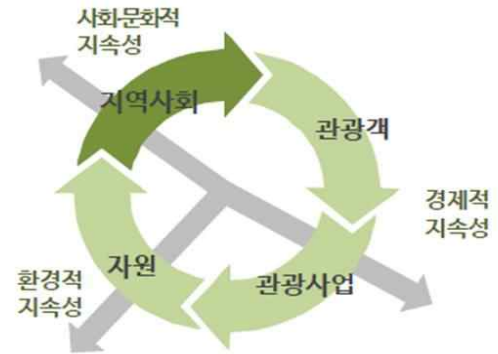 사회·문화적
지속성
지역사회
관광객
경제적
지속성
자원
관광사업
환경적
지속성